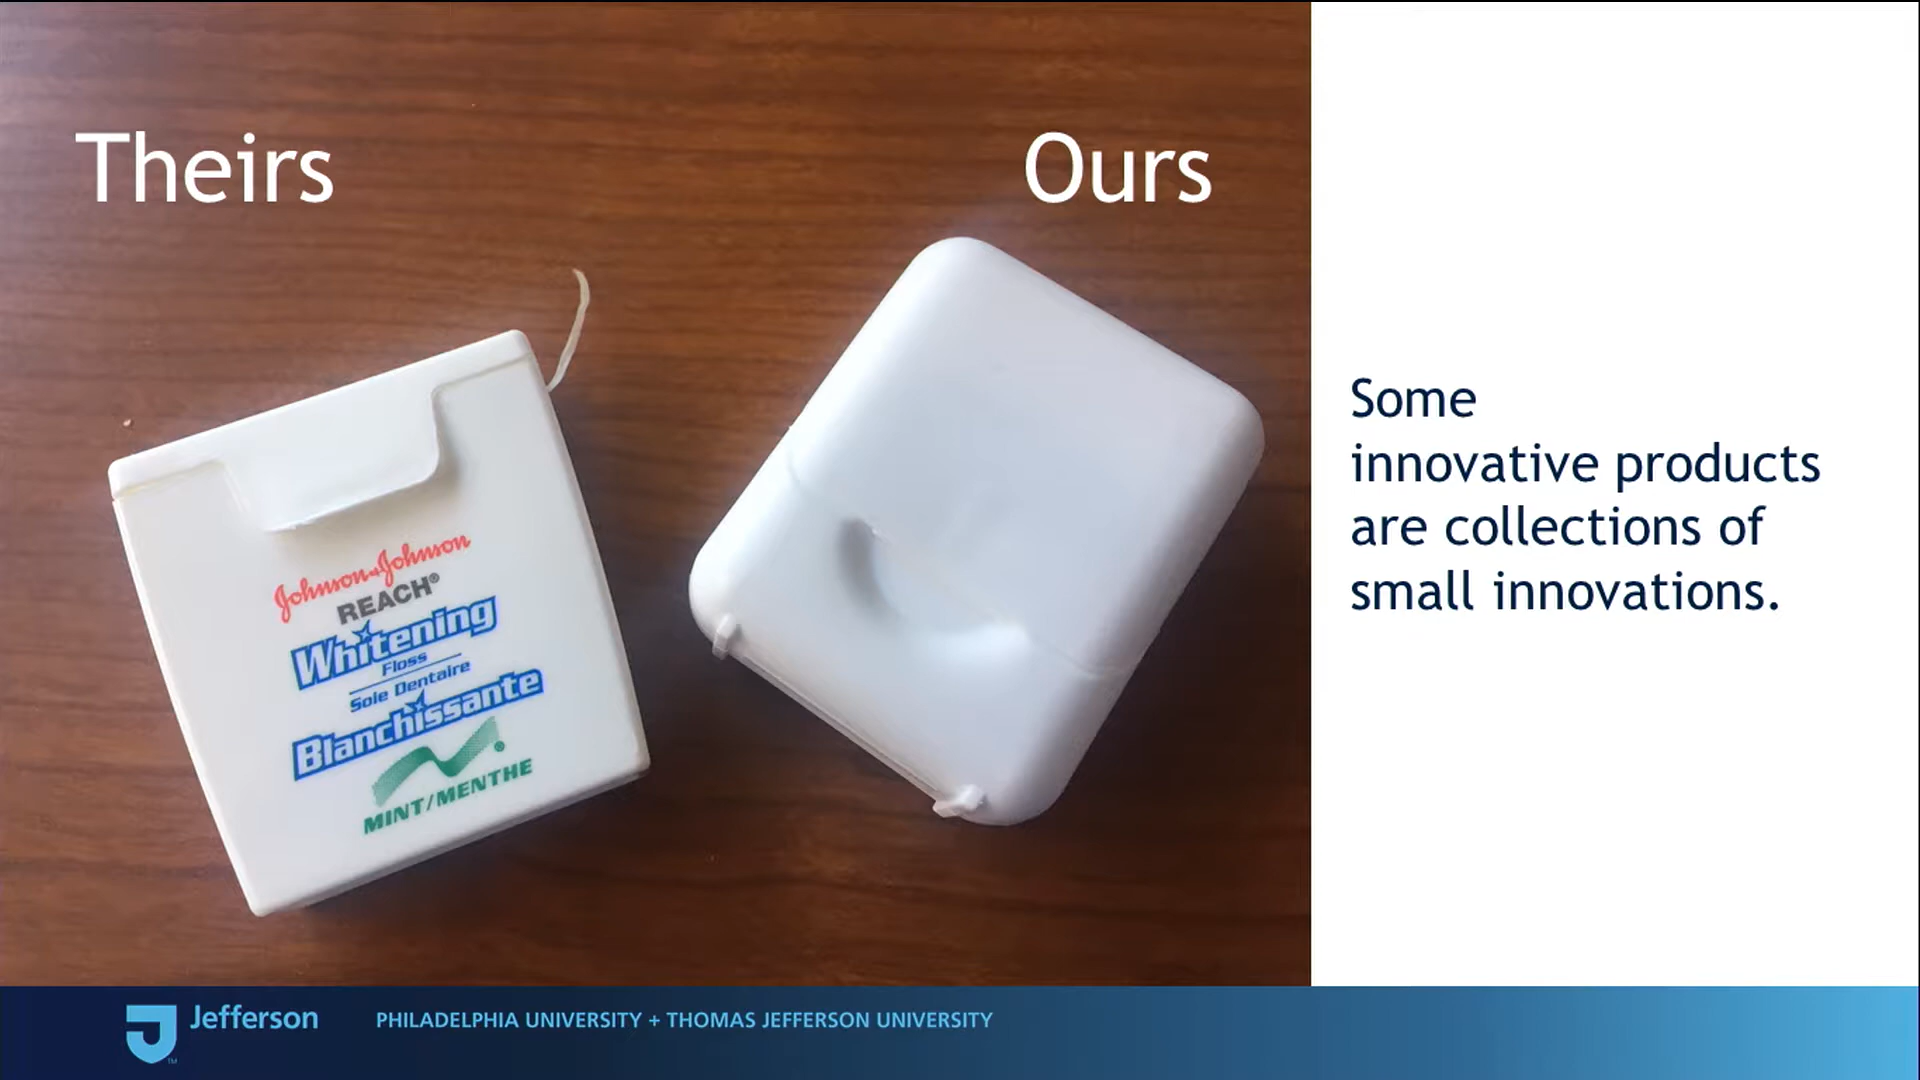 Theirs
Ours
Johnson & Johnson
REACH®
Whitening
Floss
Soie Dentaire
Blanchissante
®
MINT/MENTHE
Some
innovative products
are collections of
small innovations.
Jefferson
TM
PHILADELPHIA UNIVERSITY + THOMAS JEFFERSON UNIVERSITY